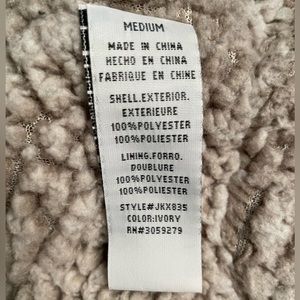 MEDIUM
MADE IN CHINA
HECHO EN CHINA
FABRIQUE EN CHINE
SHELL.EXTERIOR.
EXTERIEURE
100%POLYESTER
100%POLIESTER
LINING.FORRO.
DOUBLURE
100%POLYESTER
100%POLIESTER
STYLE#JKX835
COLOR:IVORY
RN#3059279